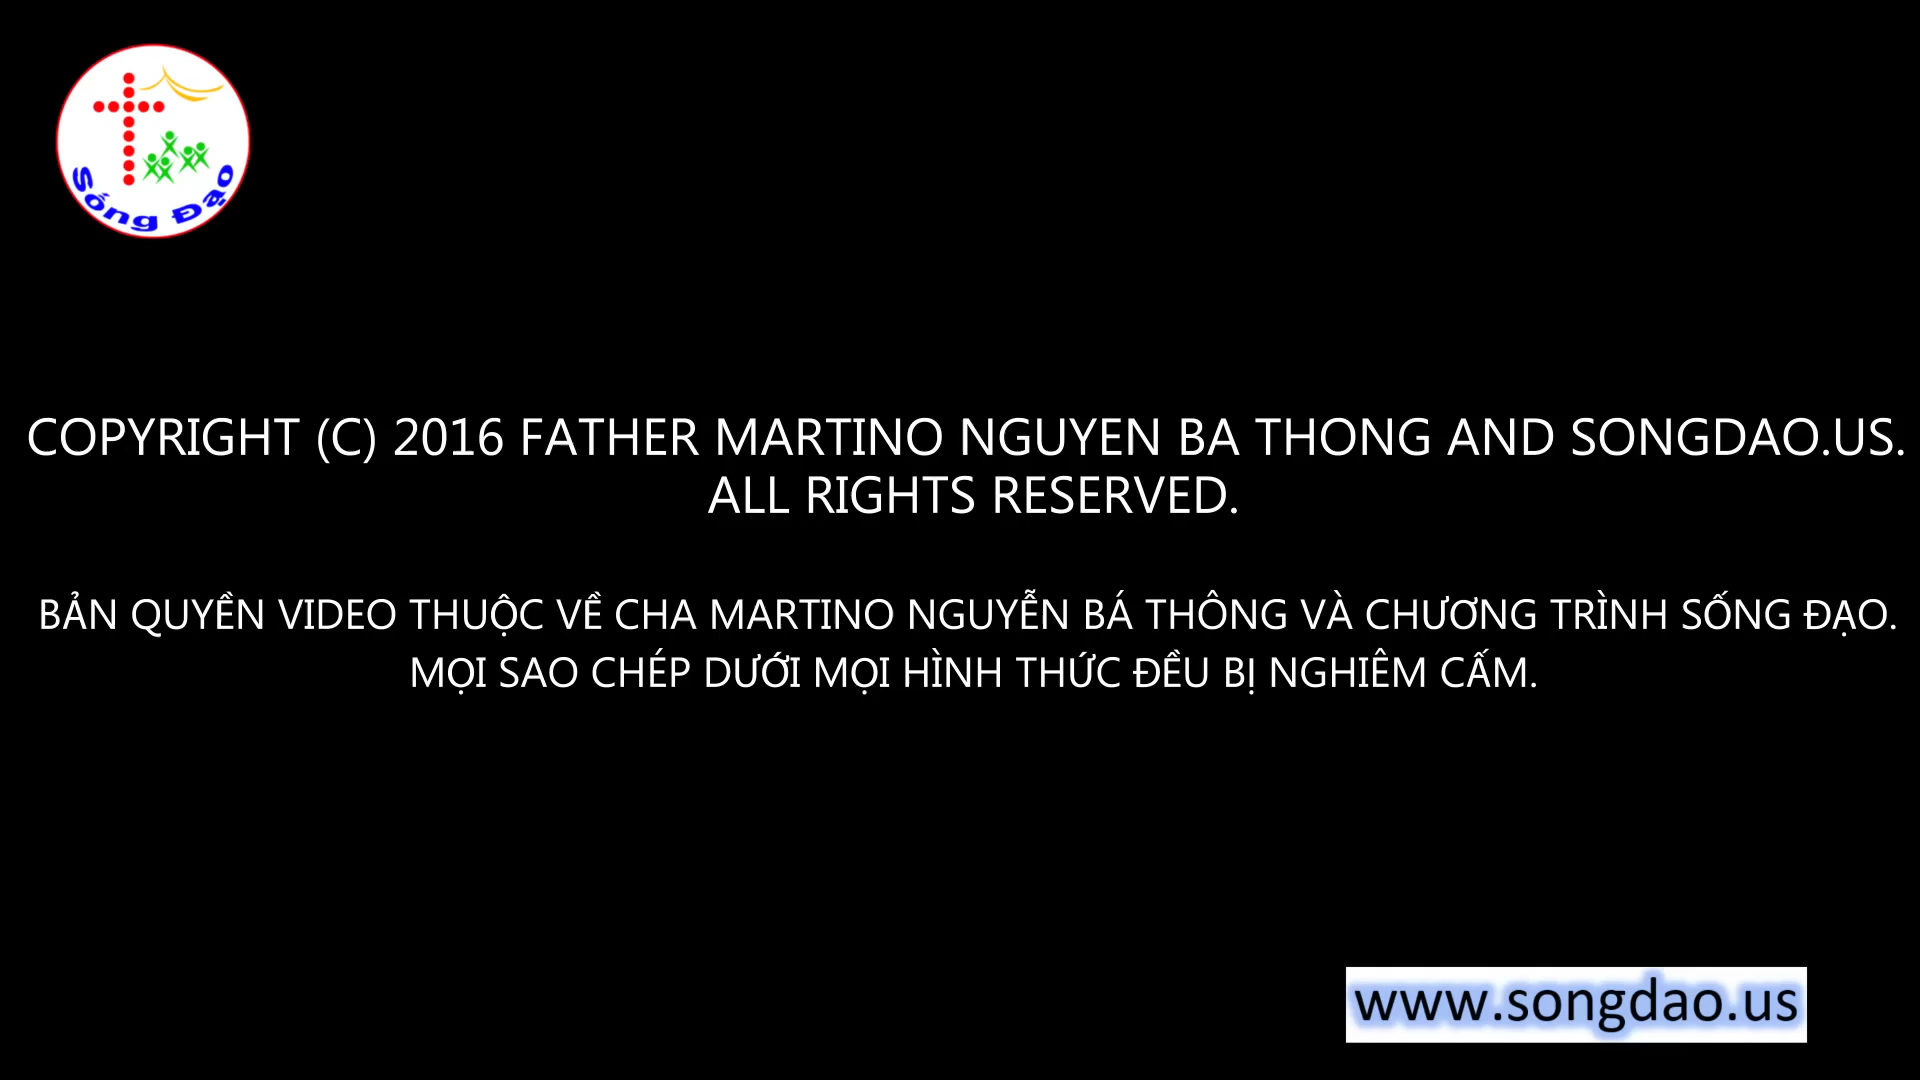 Sống Đạo
COPYRIGHT (C) 2016 FATHER MARTINO NGUYEN BA THONG AND SONGDAO.US.
ALL RIGHTS RESERVED.
BẢN QUYỀN VIDEO THUỘC VỀ CHA MARTINO NGUYỄN BÁ THÔNG VÀ CHƯƠNG TRÌNH SỐNG ĐẠO.
MỌI SAO CHÉP DƯỚI MỌI HÌNH THỨC ĐỀU BỊ NGHIÊM CẤM.
www.songdao.us